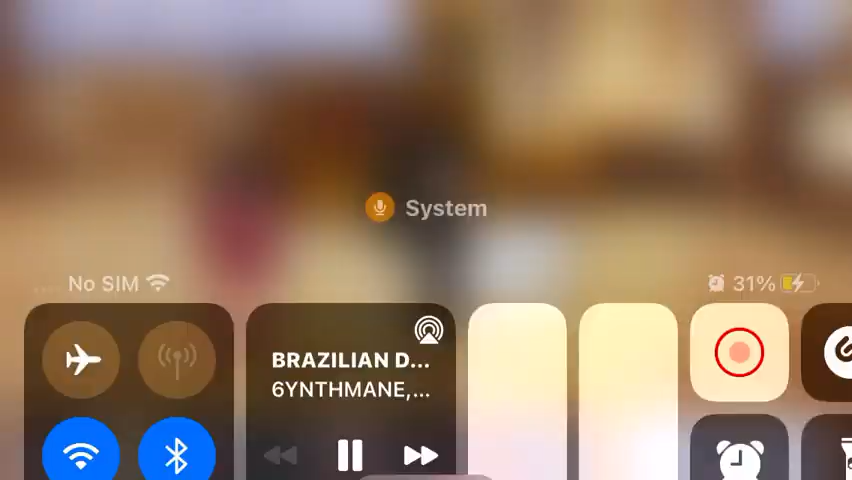 System
No SIM
31%
BRAZILIAN D...
6YNTHMANE,...